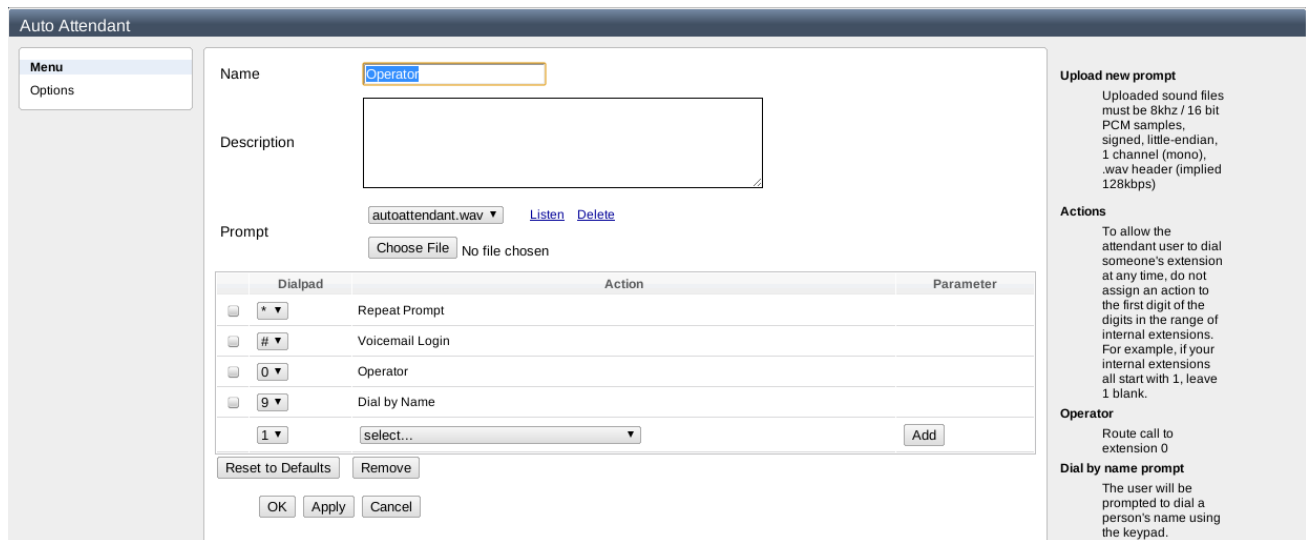 Auto Attendant
Menu
Options
Name
Operator
Description
Prompt
autoattendant.wav
Listen
Delete
Choose File
No file chosen
Dialpad
Action
Parameter
*
Repeat Prompt
#
Voicemail Login
0
Operator
9
Dial by Name
1
select...
Add
Reset to Defaults
Remove
OK
Apply
Cancel
Upload new prompt
Uploaded sound files
must be 8khz / 16 bit
PCM samples,
signed, little-endian,
1 channel (mono),
.wav header (implied
128kbps)
Actions
To allow the
attendant user to dial
someone's extension
at any time, do not
assign an action to
the first digit of the
digits in the range of
internal extensions.
For example, if your
internal extensions
all start with 1, leave
1 blank.
Operator
Route call to
extension 0
Dial by name prompt
The user will be
prompted to dial a
person's name using
the keypad.